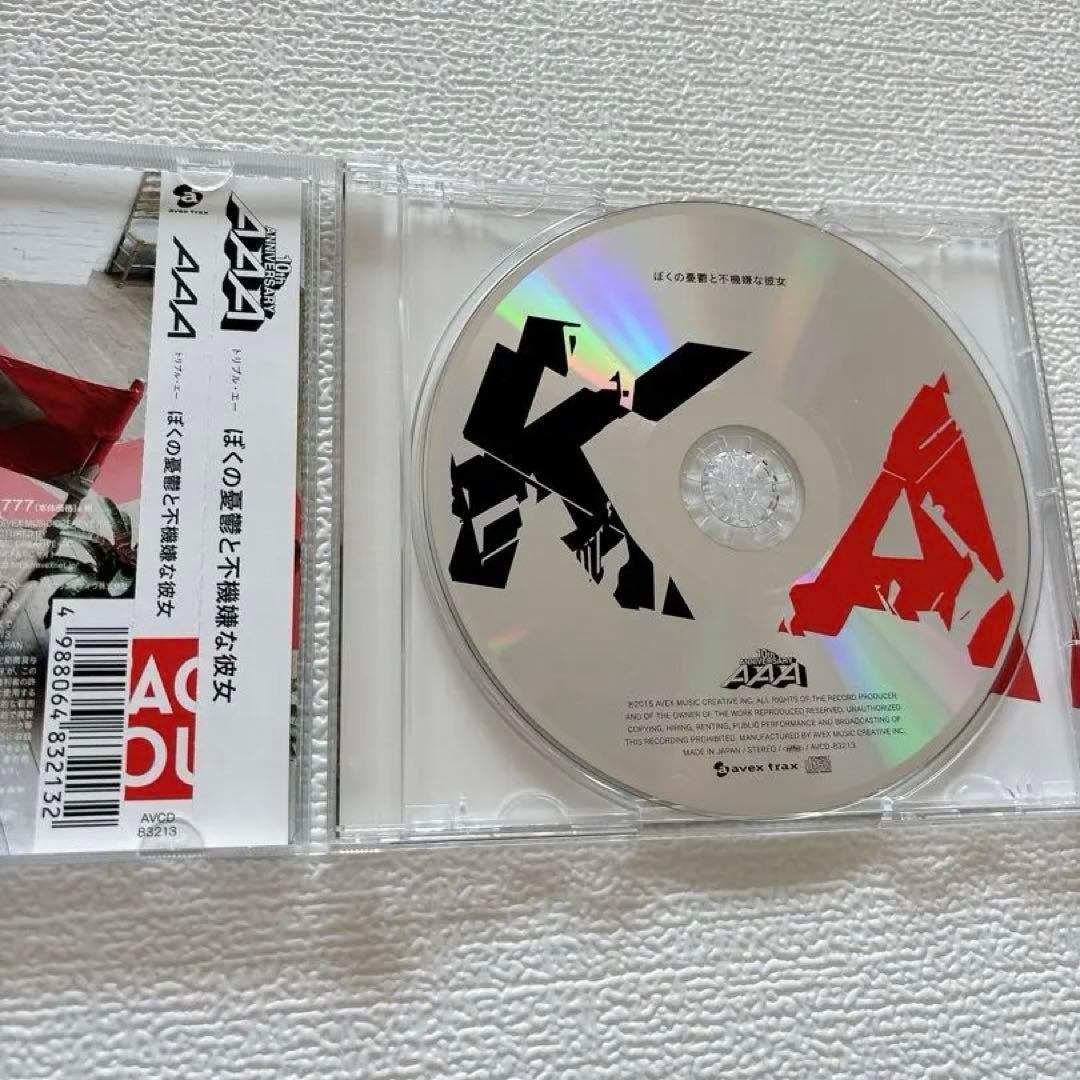 avex trax
AAA
トリプル・エー
ぼくの憂鬱と不機嫌な彼女
AAA
10th
ANNIVERSARY
トリプル・エー
ぼくの憂鬱と不機嫌な彼女
777
4 988064 832132
AVCD
83213
ぼくの憂鬱と不機嫌な彼女
K A
10th
ANNIVERSARY
AAA
℗©2015 AVEX MUSIC CREATIVE INC. ALL RIGHTS OF THE RECORD PRODUCER
AND OF THE OWNER OF THE WORK REPRODUCED RESERVED. UNAUTHORIZED
COPYING, HIRING, RENTING, PUBLIC PERFORMANCE AND BROADCASTING OF
THIS RECORDING PROHIBITED. MANUFACTURED BY AVEX MUSIC CREATIVE INC.
MADE IN JAPAN / STEREO / AVCD-83213
avex trax